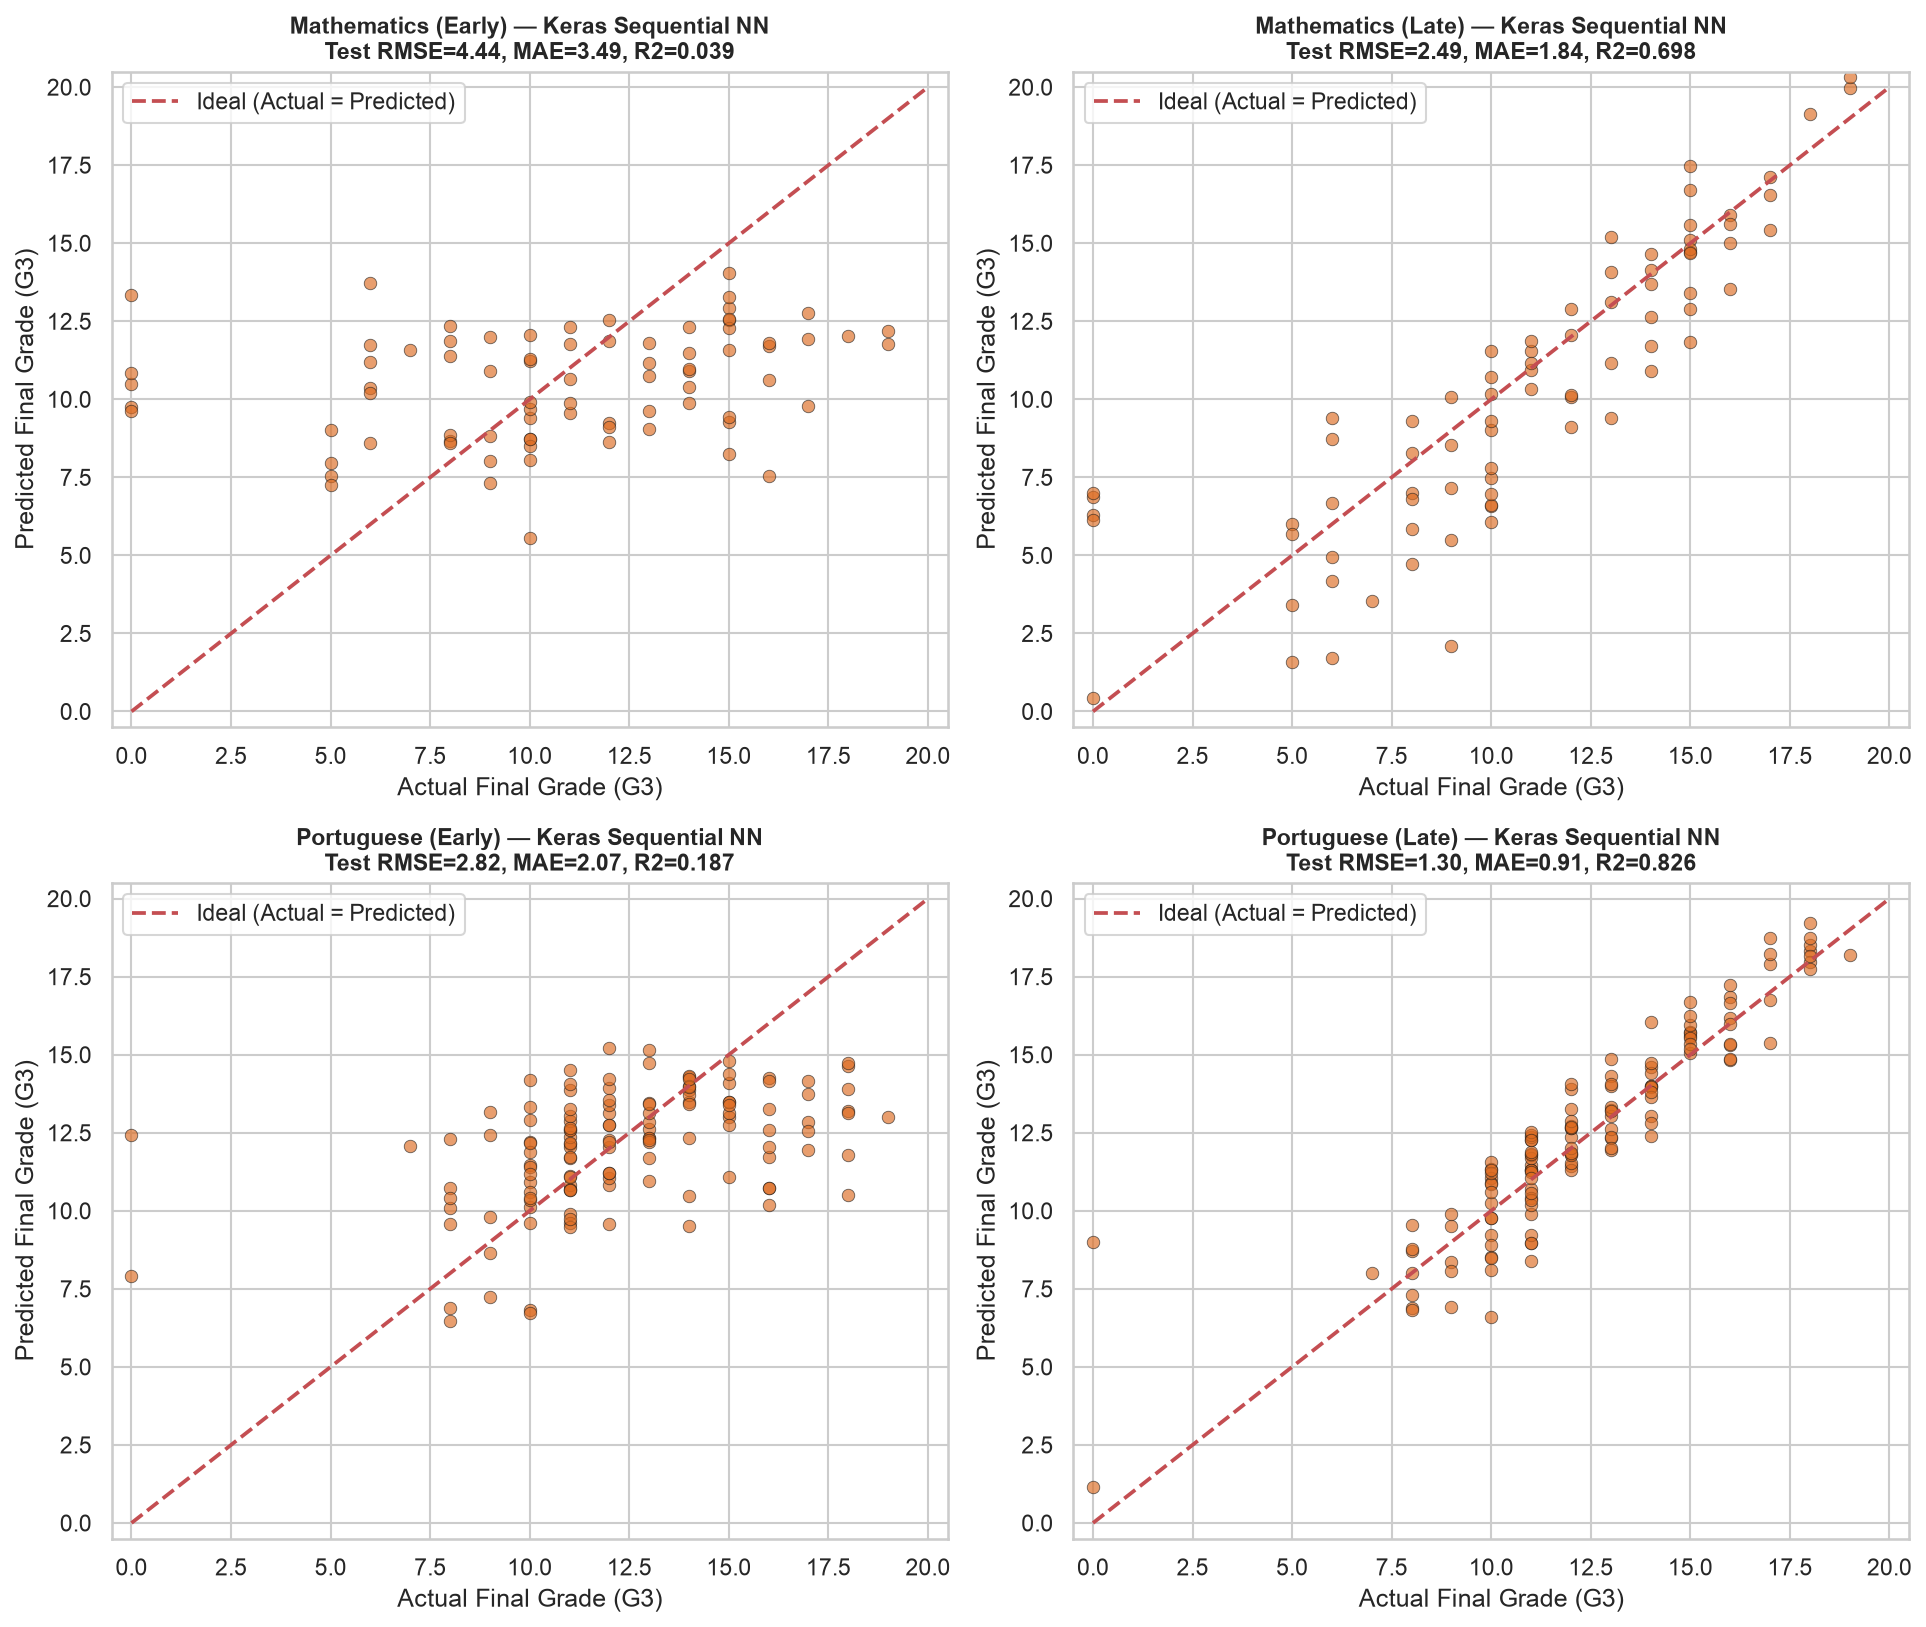 Mathematics (Early) — Keras Sequential NN
Test RMSE=4.44, MAE=3.49, R2=0.039
Ideal (Actual = Predicted)
Predicted Final Grade (G3)
20.0
17.5
15.0
12.5
10.0
7.5
5.0
2.5
0.0
0.0 2.5 5.0 7.5 10.0 12.5 15.0 17.5 20.0
Actual Final Grade (G3)
Mathematics (Late) — Keras Sequential NN
Test RMSE=2.49, MAE=1.84, R2=0.698
Ideal (Actual = Predicted)
Predicted Final Grade (G3)
20.0
17.5
15.0
12.5
10.0
7.5
5.0
2.5
0.0
0.0 2.5 5.0 7.5 10.0 12.5 15.0 17.5 20.0
Actual Final Grade (G3)
Portuguese (Early) — Keras Sequential NN
Test RMSE=2.82, MAE=2.07, R2=0.187
Ideal (Actual = Predicted)
Predicted Final Grade (G3)
20.0
17.5
15.0
12.5
10.0
7.5
5.0
2.5
0.0
0.0 2.5 5.0 7.5 10.0 12.5 15.0 17.5 20.0
Actual Final Grade (G3)
Portuguese (Late) — Keras Sequential NN
Test RMSE=1.30, MAE=0.91, R2=0.826
Ideal (Actual = Predicted)
Predicted Final Grade (G3)
20.0
17.5
15.0
12.5
10.0
7.5
5.0
2.5
0.0
0.0 2.5 5.0 7.5 10.0 12.5 15.0 17.5 20.0
Actual Final Grade (G3)